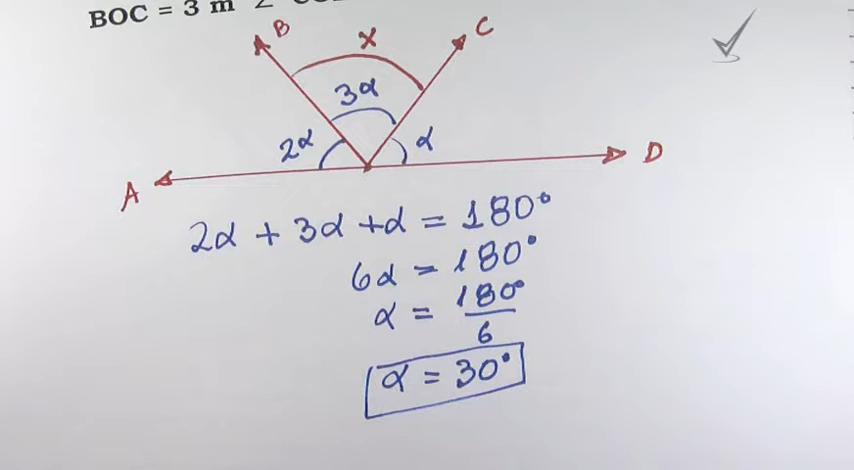 BOC = 3 m ∠
B
x
C
3α
2α
α
A
D
2α + 3α + α = 180°
6α = 180°
α = 180°
6
α = 30°